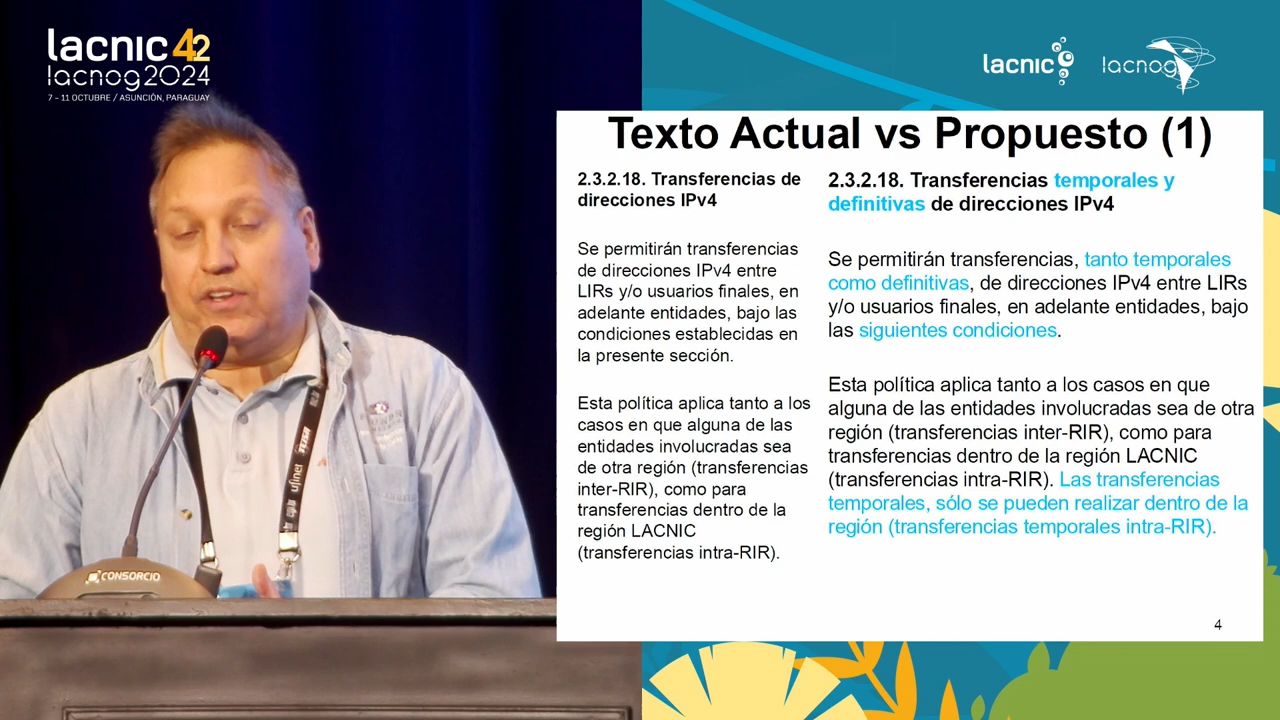 lacnic 42
lacnog 2024
7 – 11 OCTUBRE / ASUNCIÓN, PARAGUAY
lacnic
lacnog
Texto Actual vs Propuesto (1)
2.3.2.18. Transferencias de
direcciones IPv4
Se permitirán transferencias
de direcciones IPv4 entre
LIRs y/o usuarios finales, en
adelante entidades, bajo las
condiciones establecidas en
la presente sección.
Esta política aplica tanto a los
casos en que alguna de las
entidades involucradas sea
de otra región (transferencias
inter-RIR), como para
transferencias dentro de la
región LACNIC
(transferencias intra-RIR).
2.3.2.18. Transferencias temporales y
definitivas de direcciones IPv4
Se permitirán transferencias, tanto temporales
como definitivas, de direcciones IPv4 entre LIRs
y/o usuarios finales, en adelante entidades, bajo
las siguientes condiciones.
Esta política aplica tanto a los casos en que
alguna de las entidades involucradas sea de otra
región (transferencias inter-RIR), como para
transferencias dentro de la región LACNIC
(transferencias intra-RIR). Las transferencias
temporales, sólo se pueden realizar dentro de la
región (transferencias temporales intra-RIR).
4
ufinet
CONSORCIO